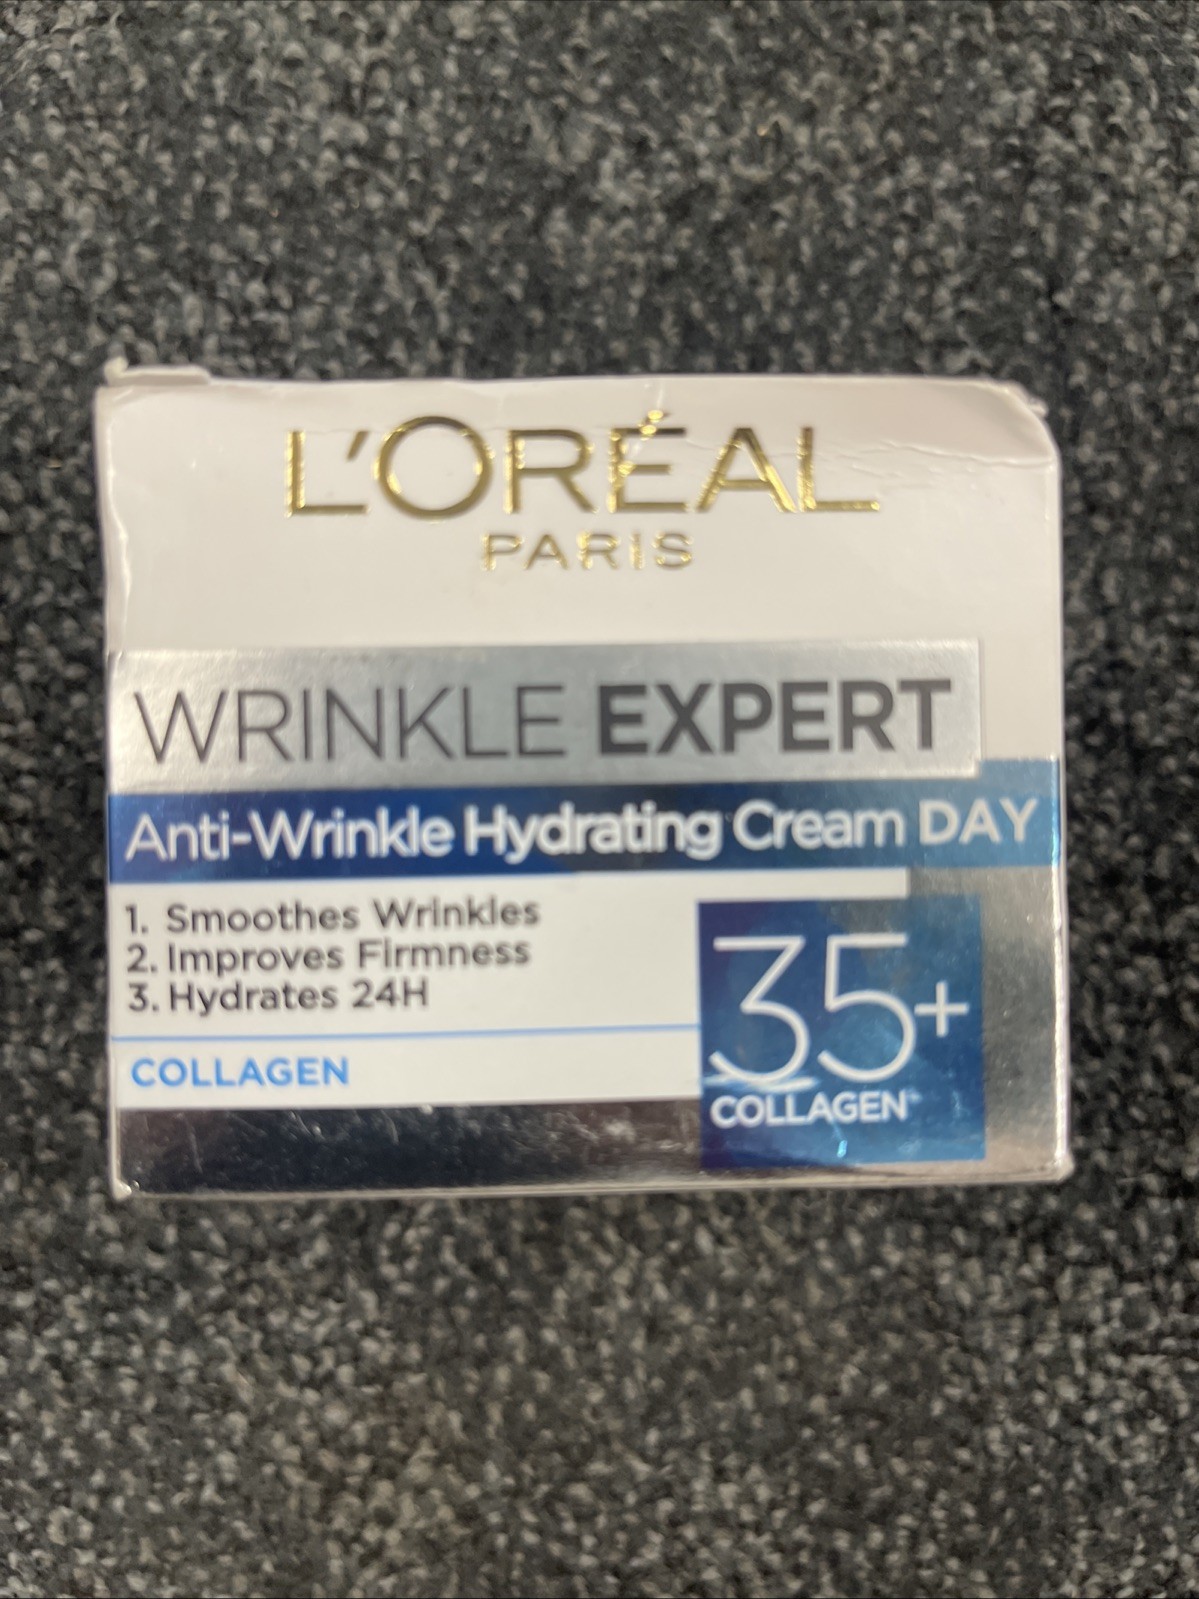 L'ORÉAL
PARIS
WRINKLE EXPERT
Anti-Wrinkle Hydrating Cream DAY
1. Smoothes Wrinkles
2. Improves Firmness
3. Hydrates 24H
COLLAGEN
35+
COLLAGEN™